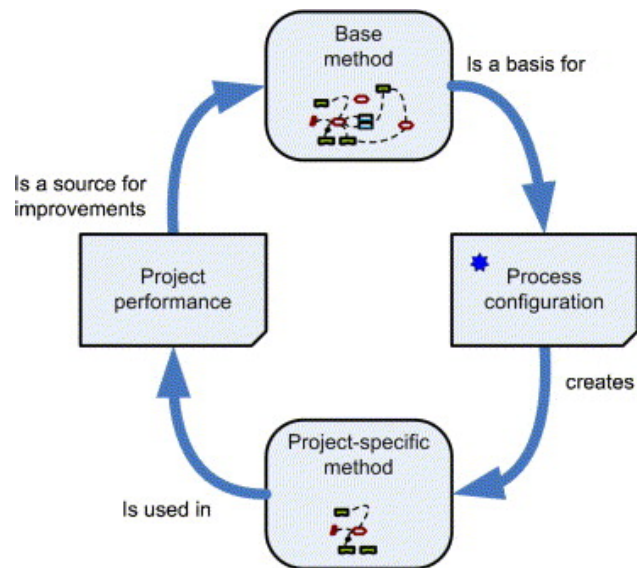 Base
method
Is a basis for
Is a source for
improvements
Project
performance
Process
configuration
creates
Project-specific
method
Is used in